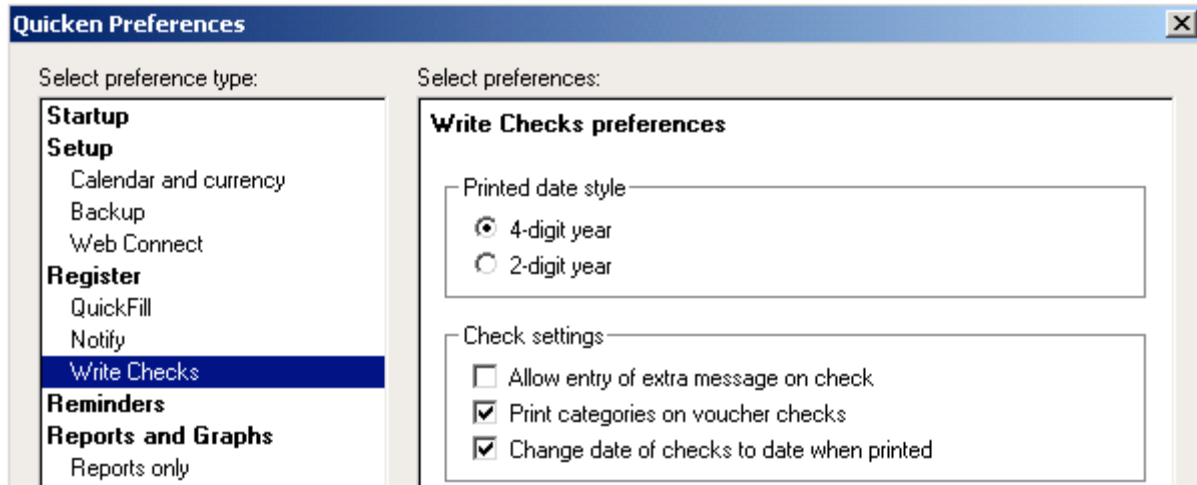 Quicken Preferences
Select preference type:
Startup
Setup
Calendar and currency
Backup
Web Connect
Register
QuickFill
Notify
Write Checks
Reminders
Reports and Graphs
Reports only
Select preferences:
Write Checks preferences
Printed date style
4-digit year
2-digit year
Check settings
Allow entry of extra message on check
Print categories on voucher checks
Change date of checks to date when printed